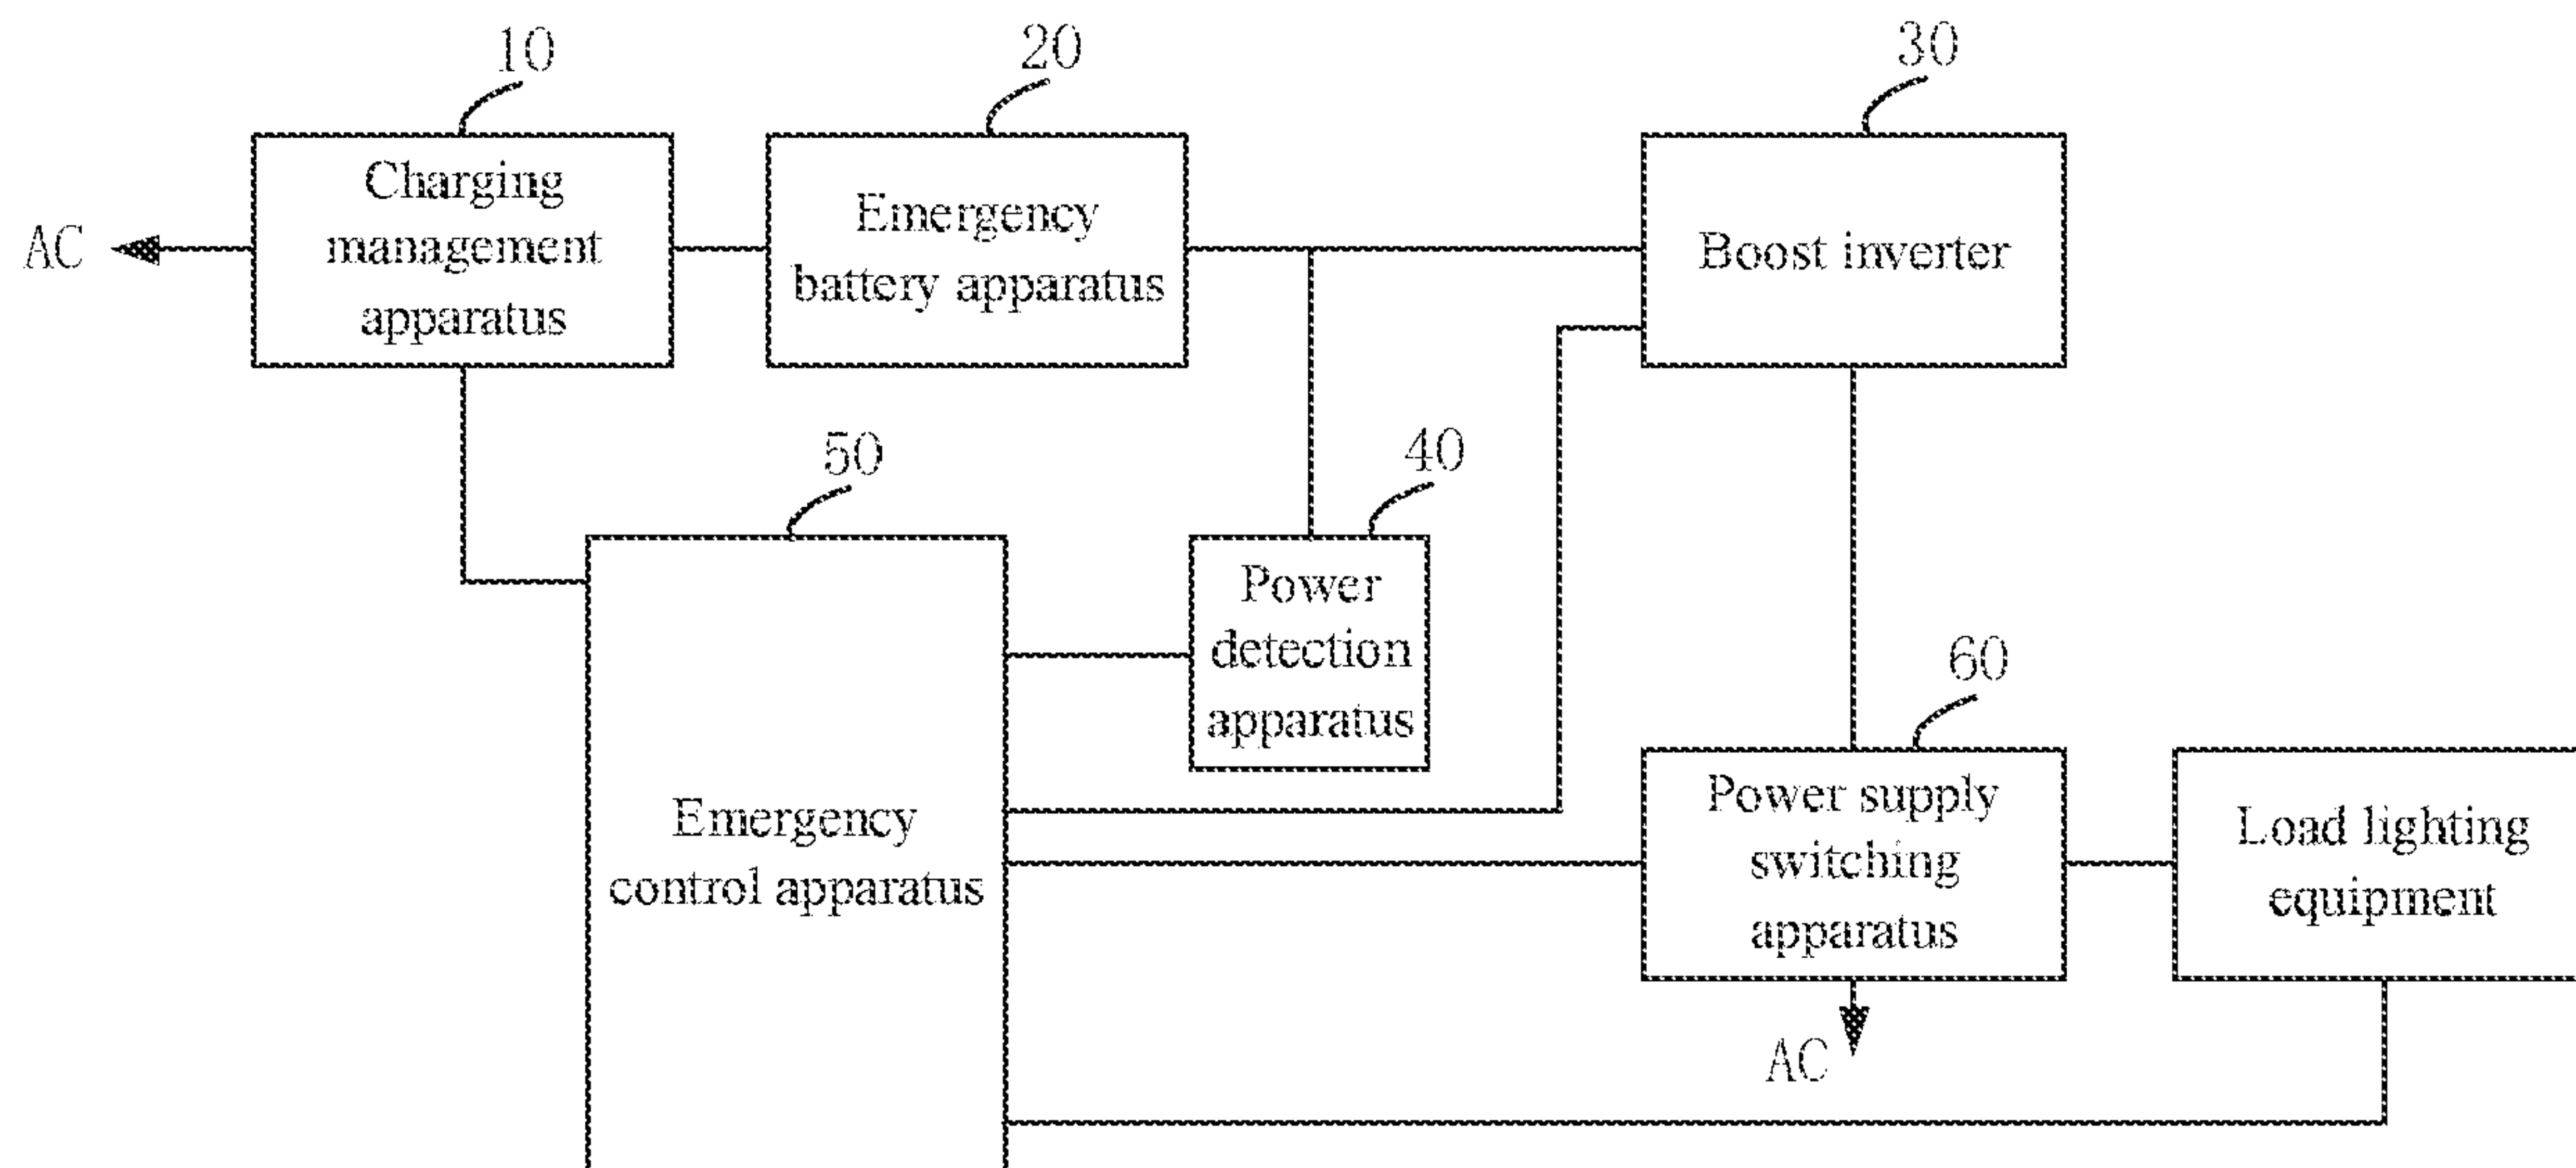 10
20
30
Charging
management
apparatus
Emergency
battery apparatus
Boost inverter
AC
50
40
Power
detection
apparatus
60
Emergency
control apparatus
Power supply
switching
apparatus
Load lighting
equipment
AC